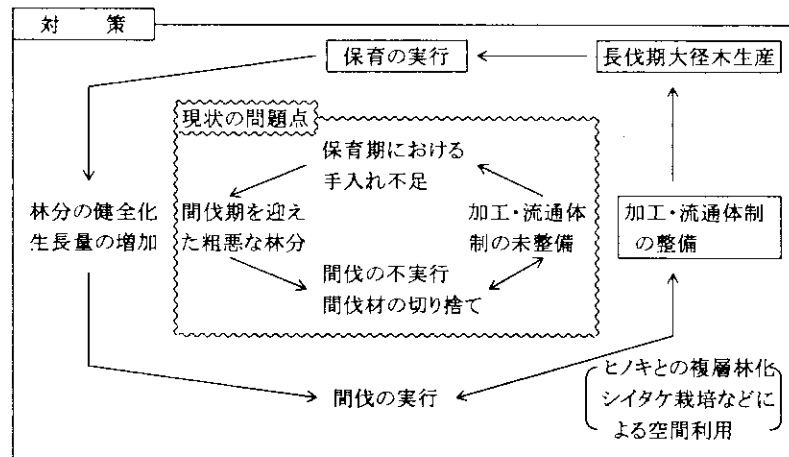 対　策
保育の実行
長伐期大径木生産
現状の問題点
保育期における
手入れ不足
林分の健全化
生長量の増加
間伐期を迎え
た粗悪な林分
加工・流通体
制の未整備
加工・流通体制
の整備
間伐の不実行
間伐材の切り捨て
間伐の実行
ヒノキとの複層林化
シイタケ栽培などに
よる空間利用